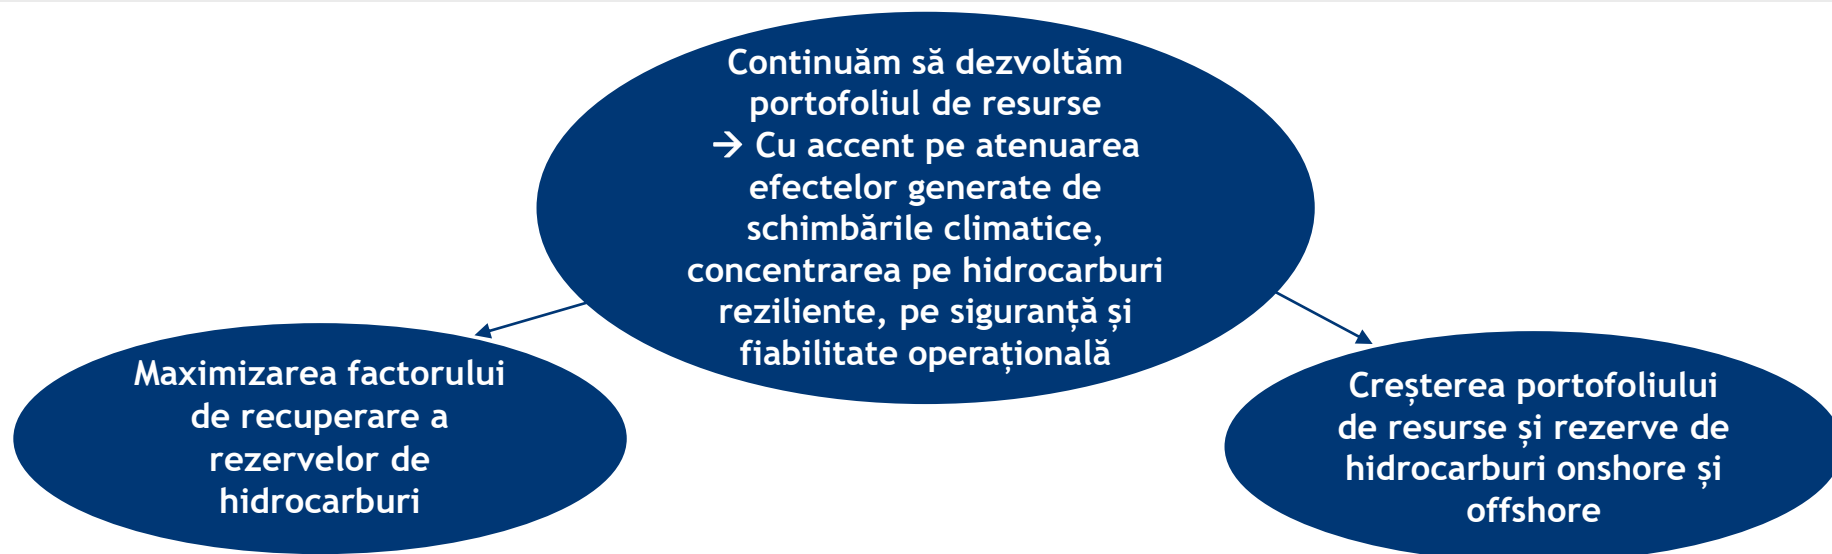 Continuăm să dezvoltăm
portofoliul de resurse
→ Cu accent pe atenuarea
efectelor generate de
schimbările climatice,
concentrarea pe hidrocarburi
reziliente, pe siguranță și
fiabilitate operațională
Maximizarea factorului
de recuperare a
rezervelor de
hidrocarburi
Creșterea portofoliului
de resurse și rezerve de
hidrocarburi onshore și
offshore